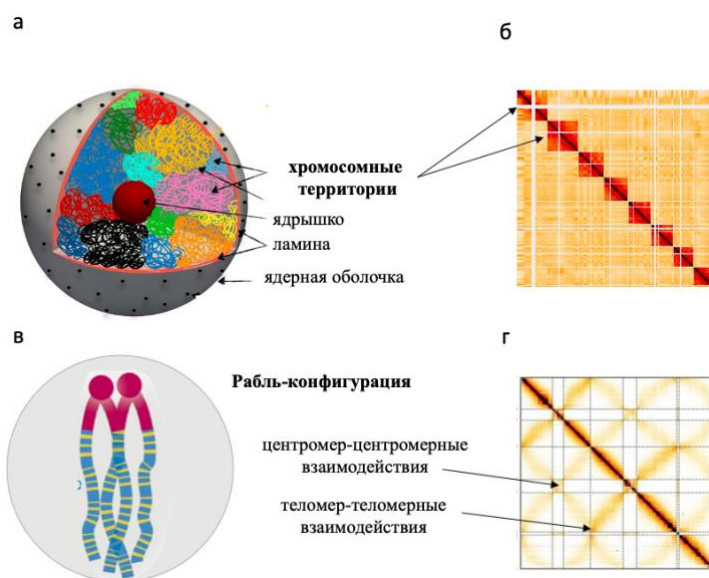 а
б
хромосомные
территории
ядрышко
ламина
ядерная оболочка
в
г
Рабль-конфигурация
центромер-центромерные
взаимодействия
теломер-теломерные
взаимодействия